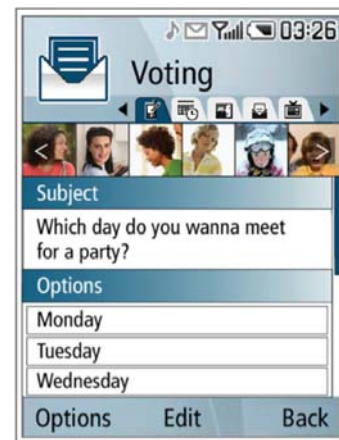 03:26
Voting
Subject
Which day do you wanna meet
for a party?
Options
Monday
Tuesday
Wednesday
Options Edit Back